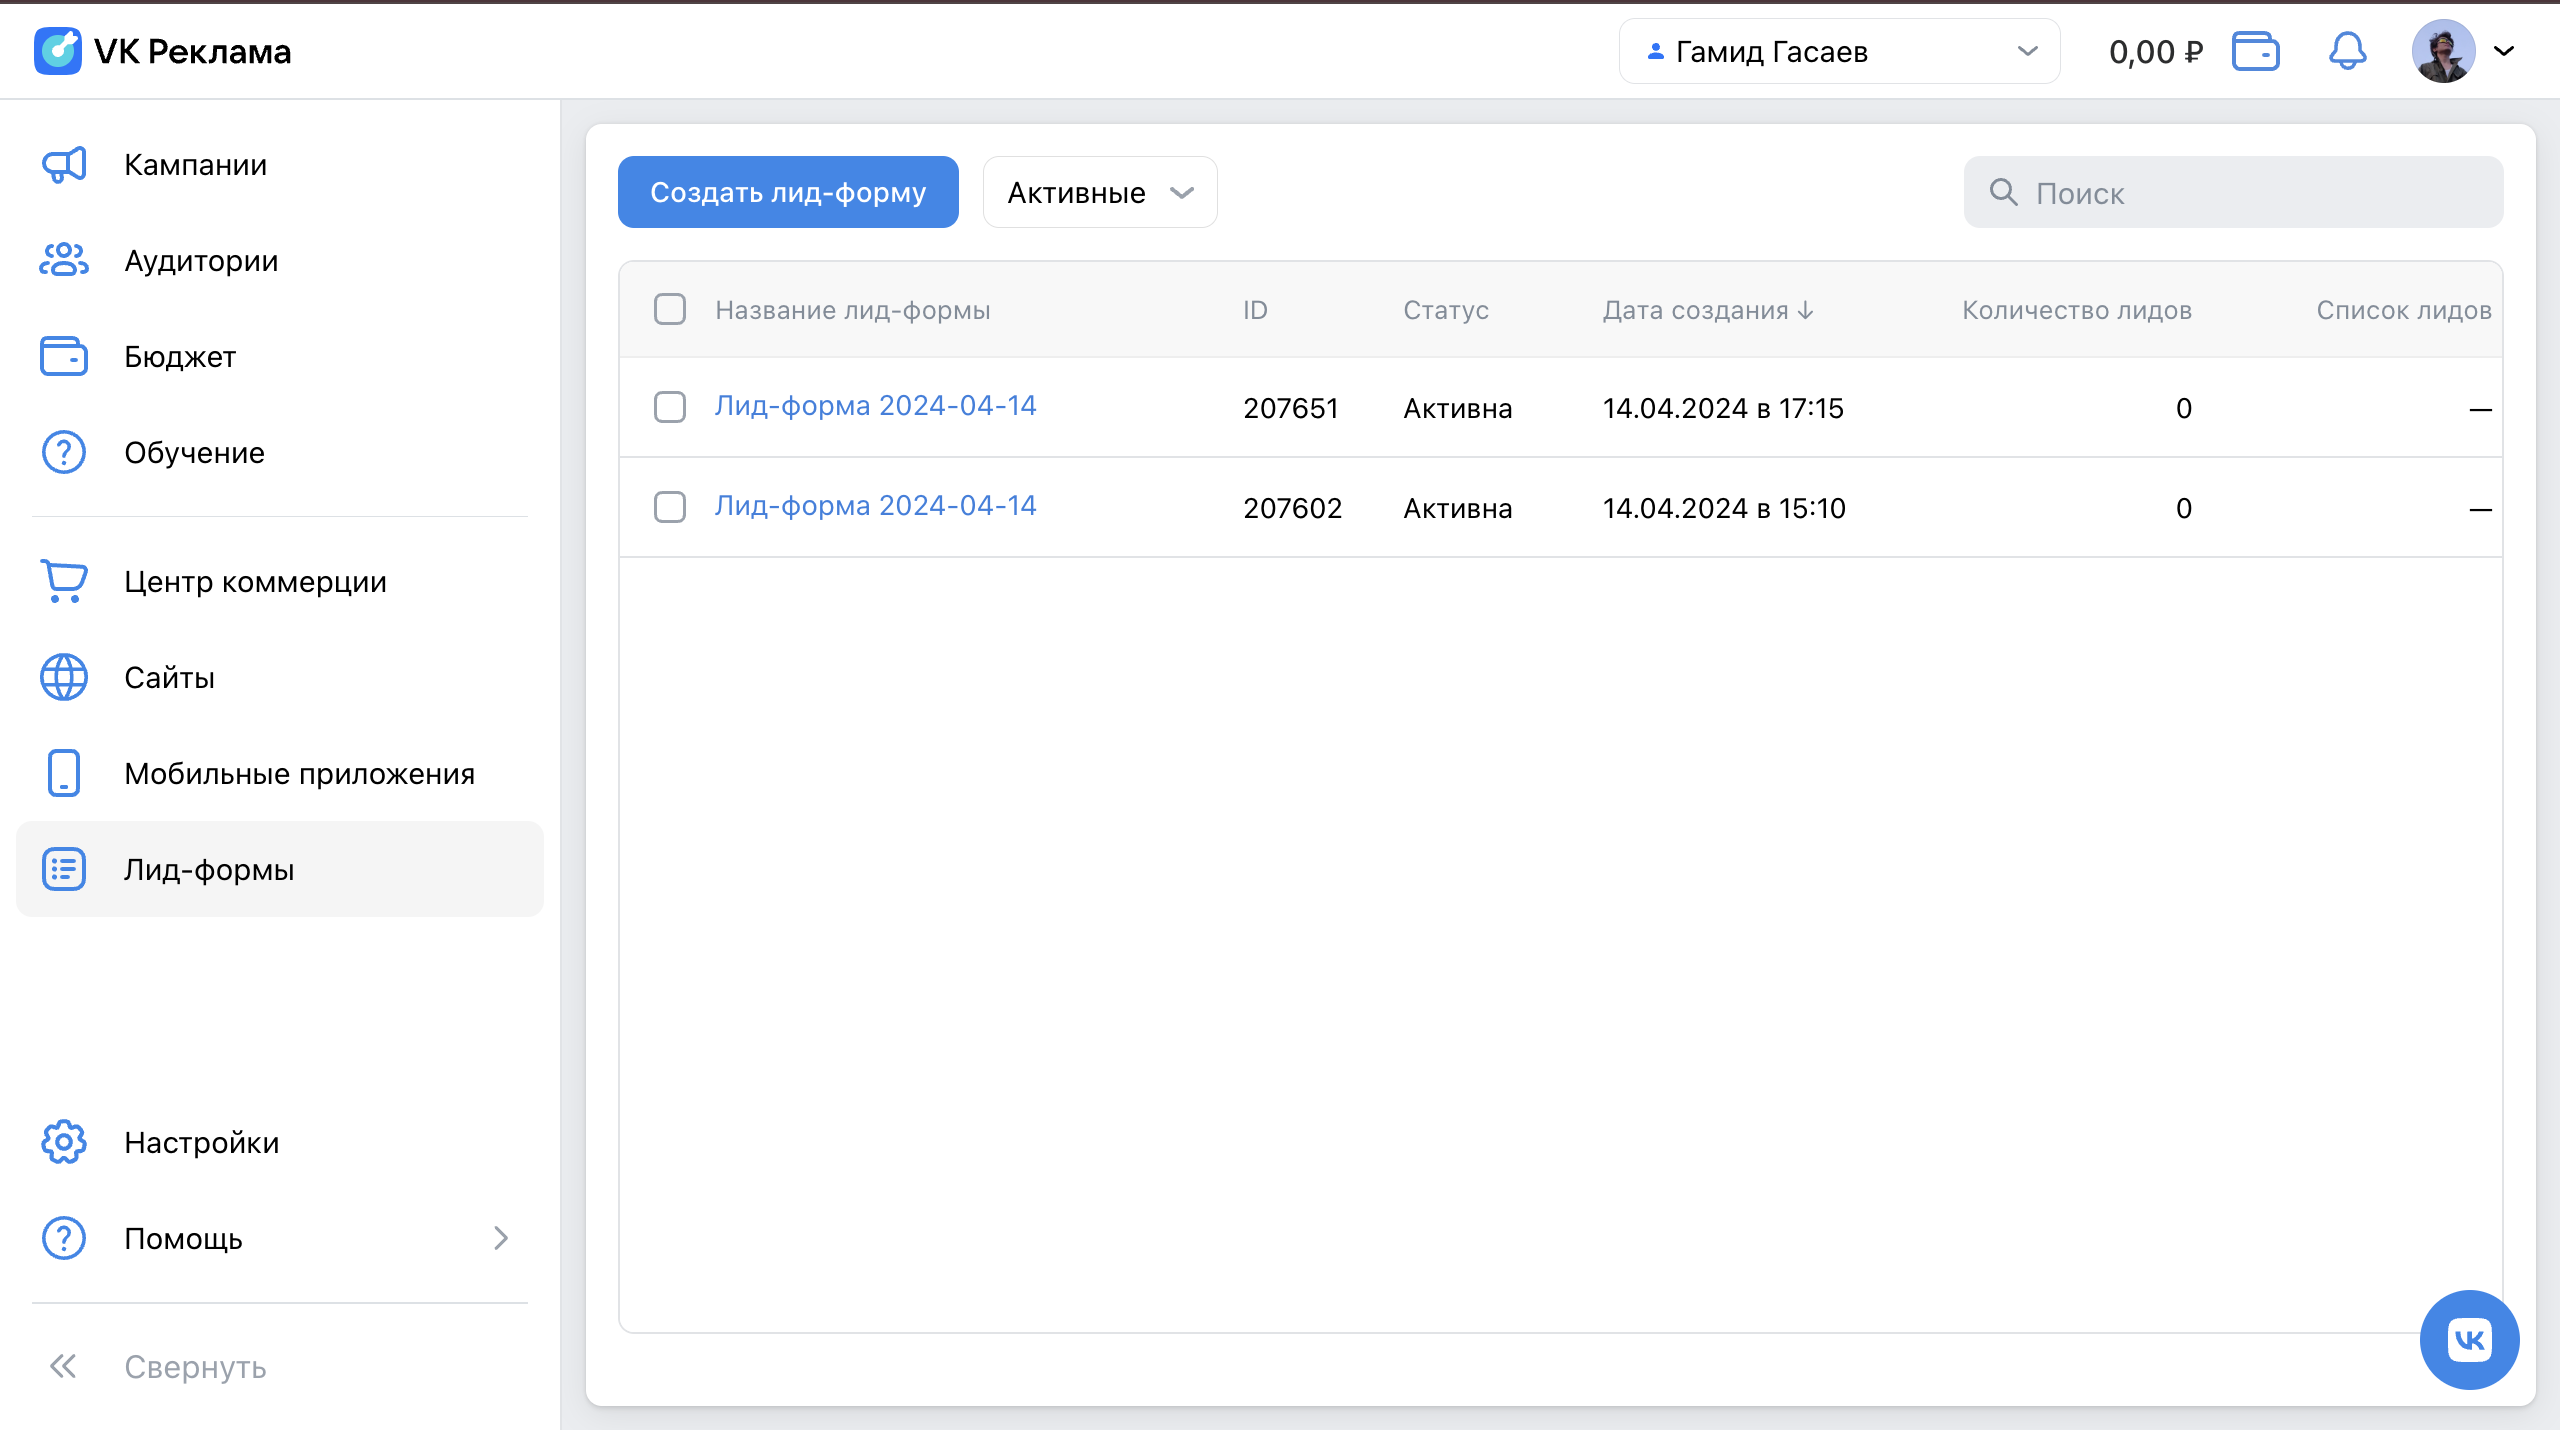 VK Реклама
Гамид Гасаев
0,00 ₽
Кампании
Аудитории
Бюджет
Обучение
Центр коммерции
Сайты
Мобильные приложения
Лид-формы
Настройки
Помощь
Свернуть
Создать лид-форму
Активные
Поиск
Название лид-формы ID Статус Дата создания ↓ Количество лидов Список лидов
Лид-форма 2024-04-14 207651 Активна 14.04.2024 в 17:15 0 —
Лид-форма 2024-04-14 207602 Активна 14.04.2024 в 15:10 0 —